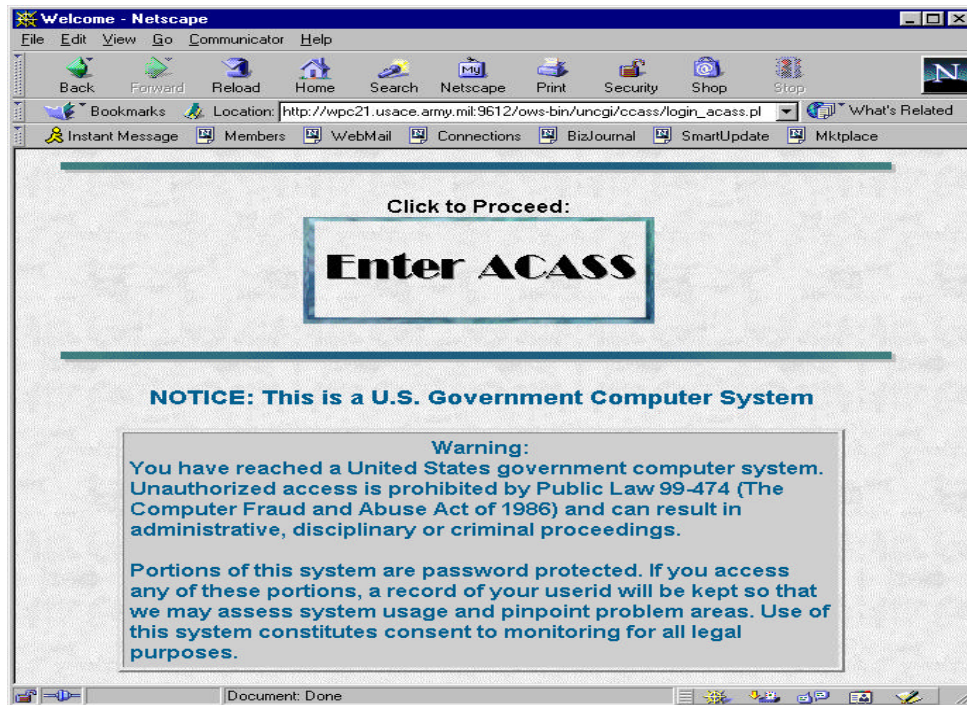 Welcome - Netscape
File Edit View Go Communicator Help
Back Forward Reload Home Search Netscape Print Security Shop Stop
My
N
Bookmarks Location: http://wpc21.usace.army.mil:9612/ows-bin/uncgi/ccass/login_acass.pl What's Related
Instant Message Members WebMail Connections BizJournal SmartUpdate Mktplace
Click to Proceed:
Enter ACASS
NOTICE: This is a U.S. Government Computer System
Warning:
You have reached a United States government computer system.
Unauthorized access is prohibited by Public Law 99-474 (The
Computer Fraud and Abuse Act of 1986) and can result in
administrative, disciplinary or criminal proceedings.
Portions of this system are password protected. If you access
any of these portions, a record of your userid will be kept so that
we may assess system usage and pinpoint problem areas. Use of
this system constitutes consent to monitoring for all legal
purposes.
Document: Done